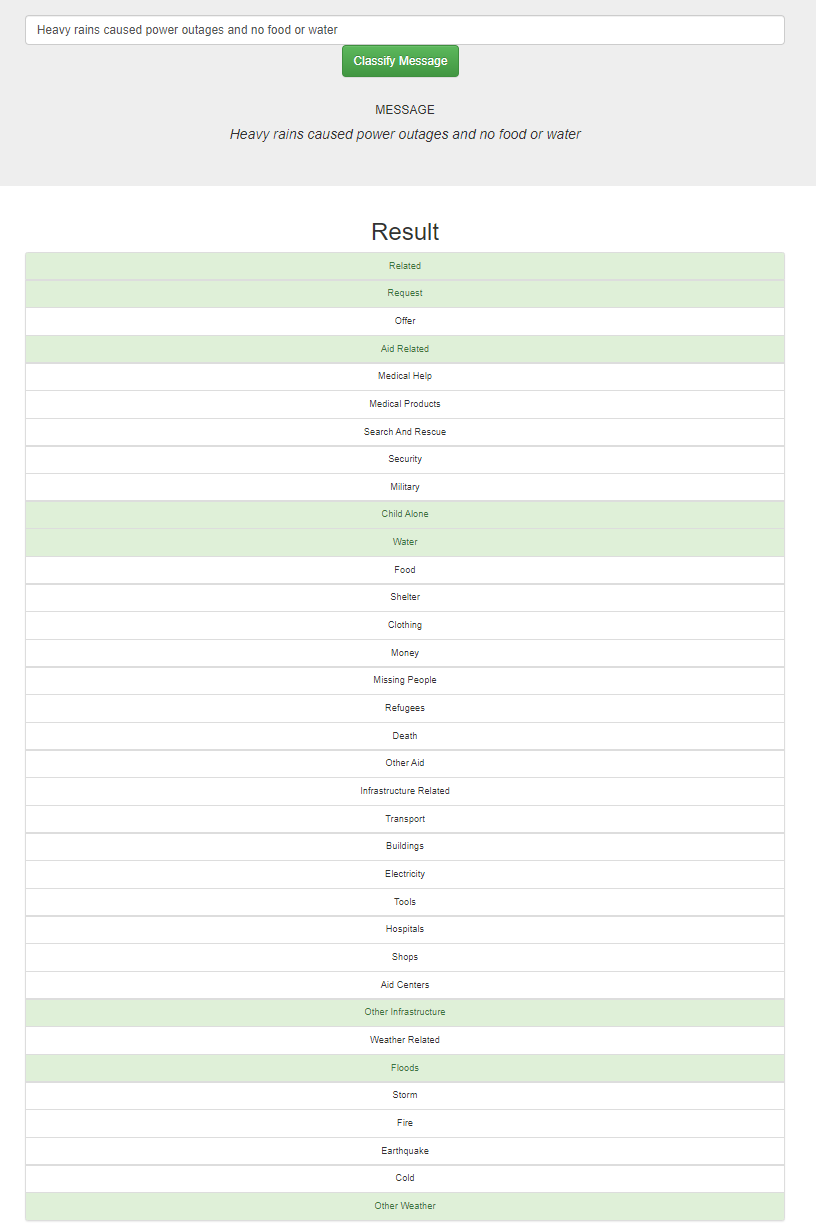 Heavy rains caused power outages and no food or water
Classify Message
MESSAGE
Heavy rains caused power outages and no food or water
Result
Related
Request
Offer
Aid Related
Medical Help
Medical Products
Search And Rescue
Security
Military
Child Alone
Water
Food
Shelter
Clothing
Money
Missing People
Refugees
Death
Other Aid
Infrastructure Related
Transport
Buildings
Electricity
Tools
Hospitals
Shops
Aid Centers
Other Infrastructure
Weather Related
Floods
Storm
Fire
Earthquake
Cold
Other Weather